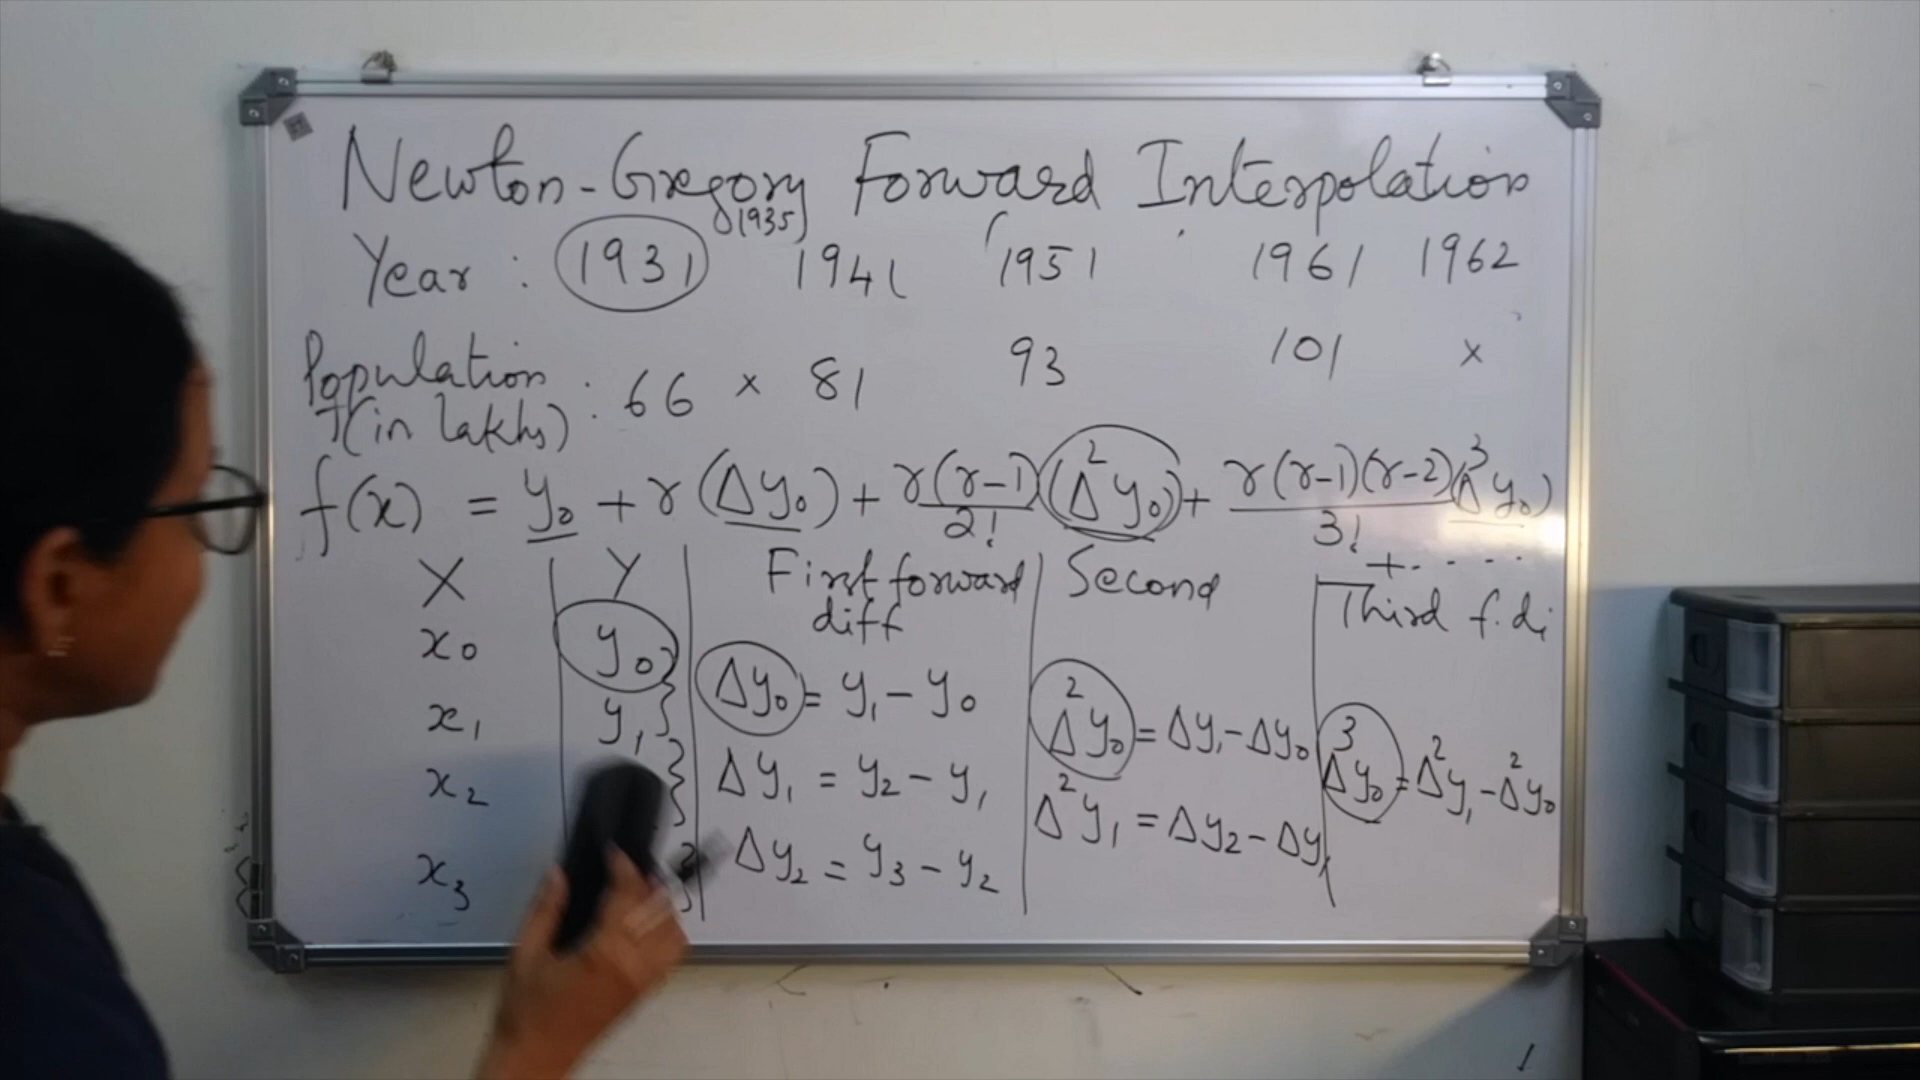 Newton-Gregory Forward Interpolation
(1935)
Year : 1931 1941 1951 1961 1962
Population (in lakhs) : 66 × 81 93 101 ×
f(x) = y₀ + r(Δy₀) + r(r-1)/2! (Δ²y₀) + r(r-1)(r-2)/3! (Δ³y₀)
+ ....
X Y First forward diff Second Third f. di
x₀ y₀ Δy₀ = y₁ - y₀ Δ²y₀ = Δy₁ - Δy₀ Δ³y₀ = Δ²y₁ - Δ²y₀
x₁ y₁ Δy₁ = y₂ - y₁ Δ²y₁ = Δy₂ - Δy₁
x₂ Δy₂ = y₃ - y₂
x₃